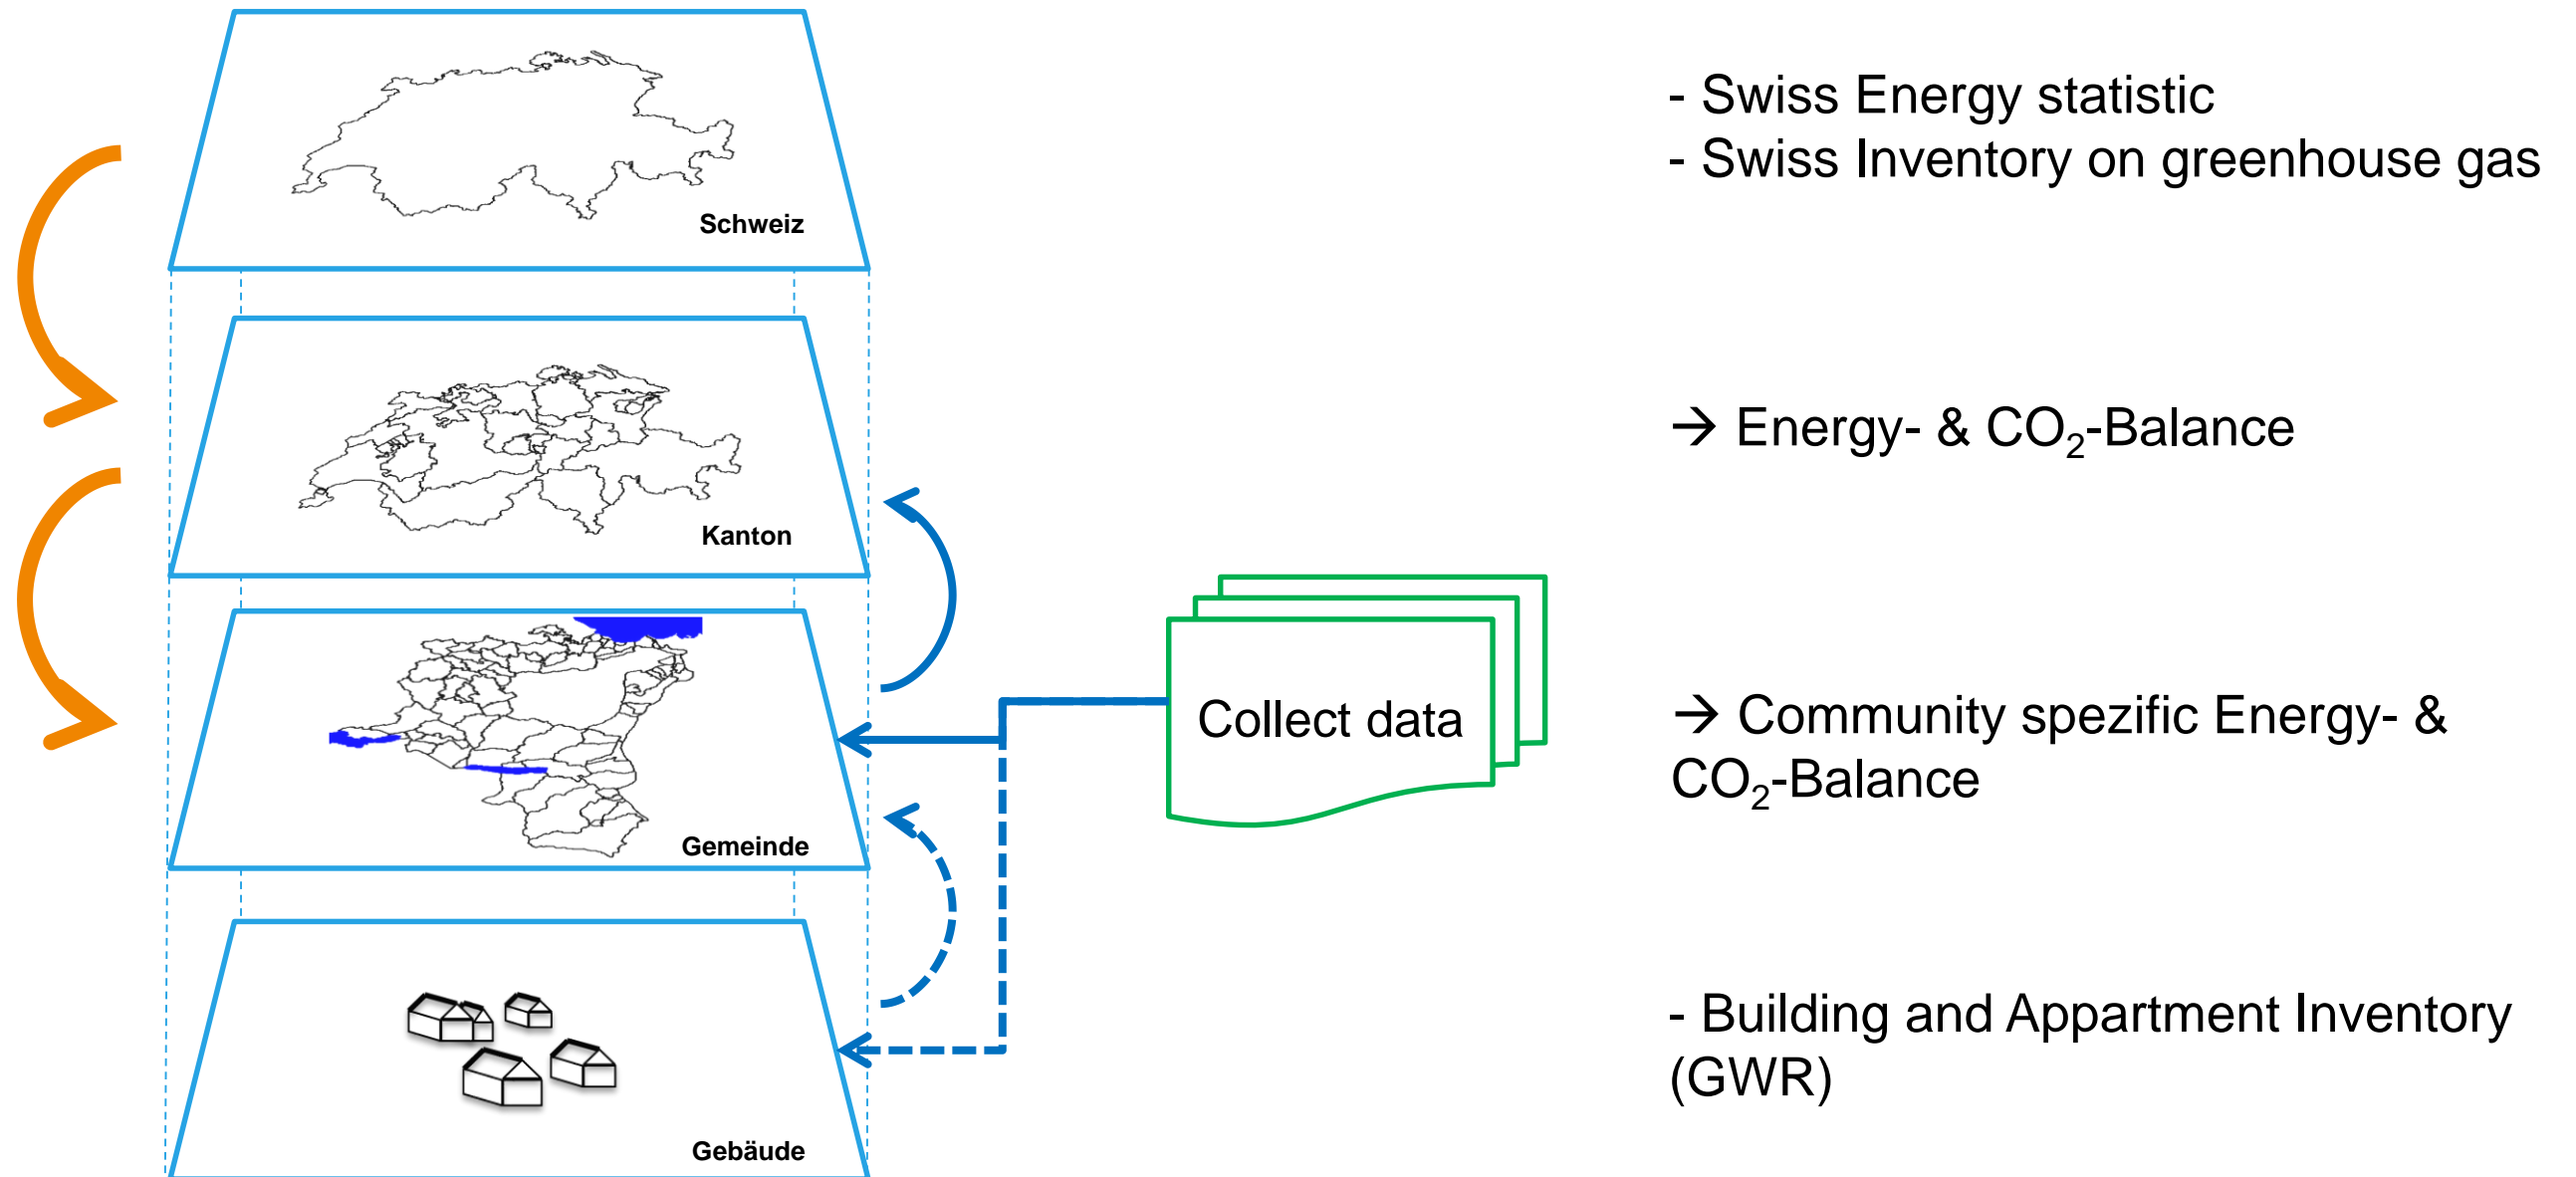 - Swiss Energy statistic
- Swiss Inventory on greenhouse gas
Schweiz
→ Energy- & CO₂-Balance
Kanton
Collect data
→ Community spezific Energy- &
CO₂-Balance
Gemeinde
- Building and Appartment Inventory
(GWR)
Gebäude